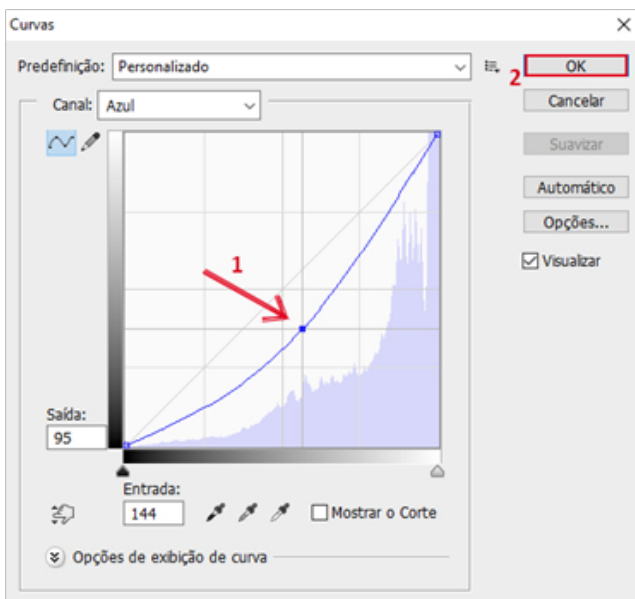 Curvas
Predefinição: Personalizado
2
OK
Canal: Azul
Cancelar
Suavizar
Automático
Opções...
Visualizar
1
Saída:
95
Entrada:
144
Mostrar o Corte
Opções de exibição de curva